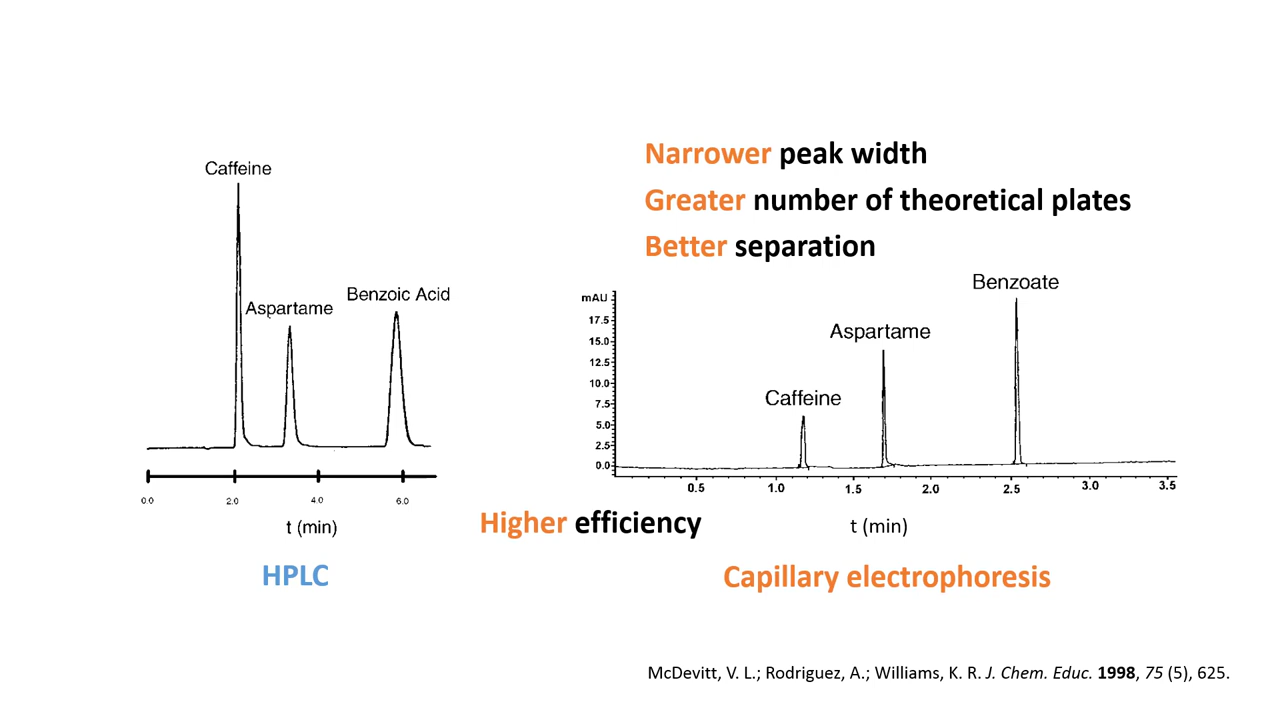 Narrower peak width
Greater number of theoretical plates
Better separation
Caffeine
Aspartame
Benzoic Acid
0.0 2.0 4.0 6.0
t (min)
HPLC
Higher efficiency
mAU
17.5
15.0
12.5
10.0
7.5
5.0
2.5
0.0
Caffeine
Aspartame
Benzoate
0.5 1.0 1.5 2.0 2.5 3.0 3.5
t (min)
Capillary electrophoresis
McDevitt, V. L.; Rodriguez, A.; Williams, K. R. J. Chem. Educ. 1998, 75 (5), 625.